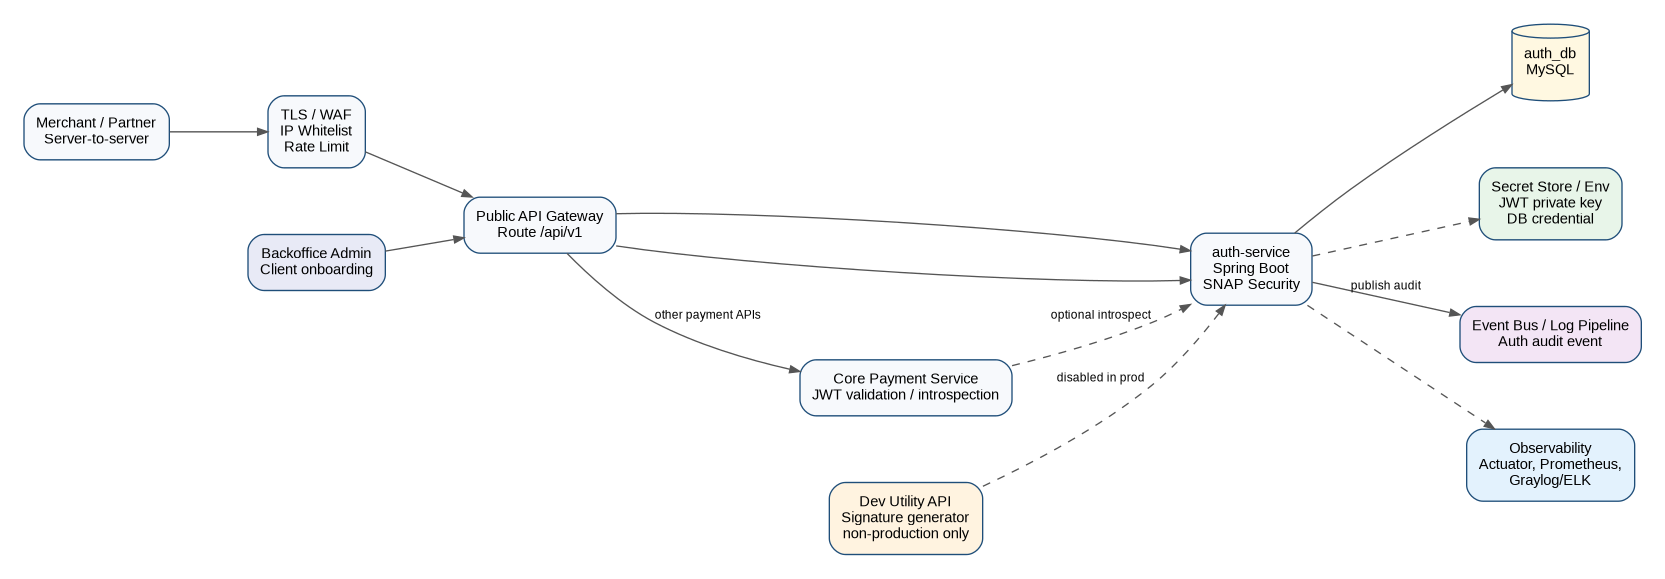 auth_db
MySQL
Merchant / Partner
Server-to-server
TLS / WAF
IP Whitelist
Rate Limit
Public API Gateway
Route /api/v1
Backoffice Admin
Client onboarding
Secret Store / Env
JWT private key
DB credential
auth-service
Spring Boot
SNAP Security
publish audit
other payment APIs
optional introspect
Event Bus / Log Pipeline
Auth audit event
Core Payment Service
JWT validation / introspection
disabled in prod
Observability
Actuator, Prometheus,
Graylog/ELK
Dev Utility API
Signature generator
non-production only